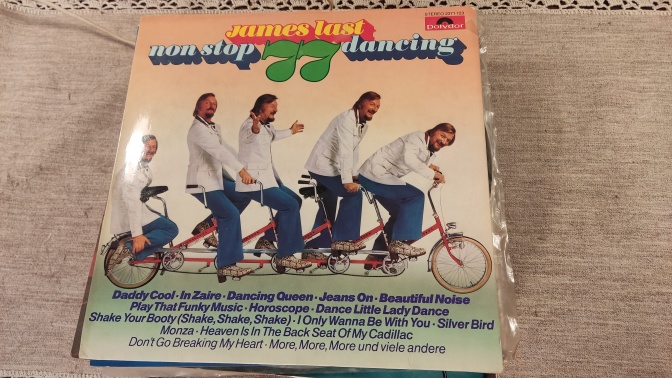 STEREO 2371 751
Polydor
james last
non stop 77 dancing
Daddy Cool · In Zaire · Dancing Queen · Jeans On · Beautiful Noise
Play That Funky Music · Horoscope · Dance Little Lady Dance
Shake Your Booty (Shake, Shake, Shake) · I Only Wanna Be With You · Silver Bird
Monza · Heaven Is In The Back Seat Of My Cadillac
Don't Go Breaking My Heart · More, More, More und viele andere